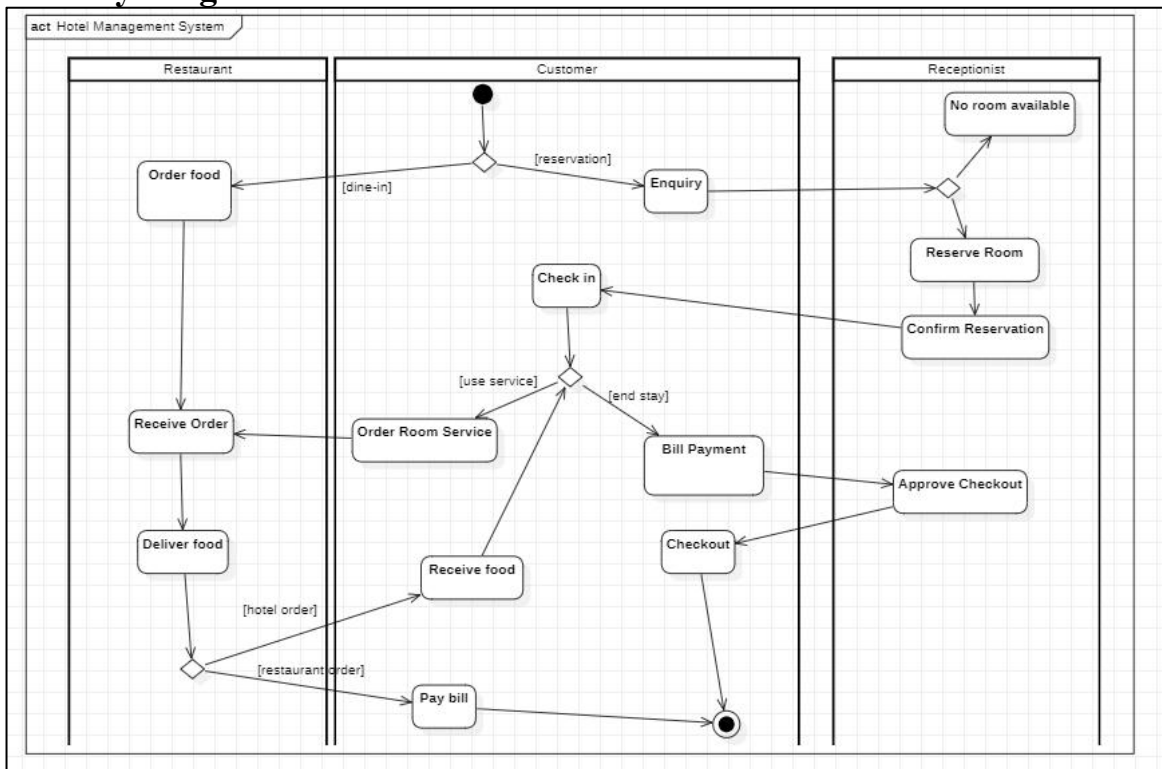 act Hotel Management System
Restaurant
Customer
Receptionist
No room available
[reservation]
Order food
[dine-in]
Enquiry
Reserve Room
Check in
Confirm Reservation
[use service]
[end stay]
Receive Order
Order Room Service
Bill Payment
Approve Checkout
Deliver food
Checkout
Receive food
[hotel order]
[restaurant order]
Pay bill